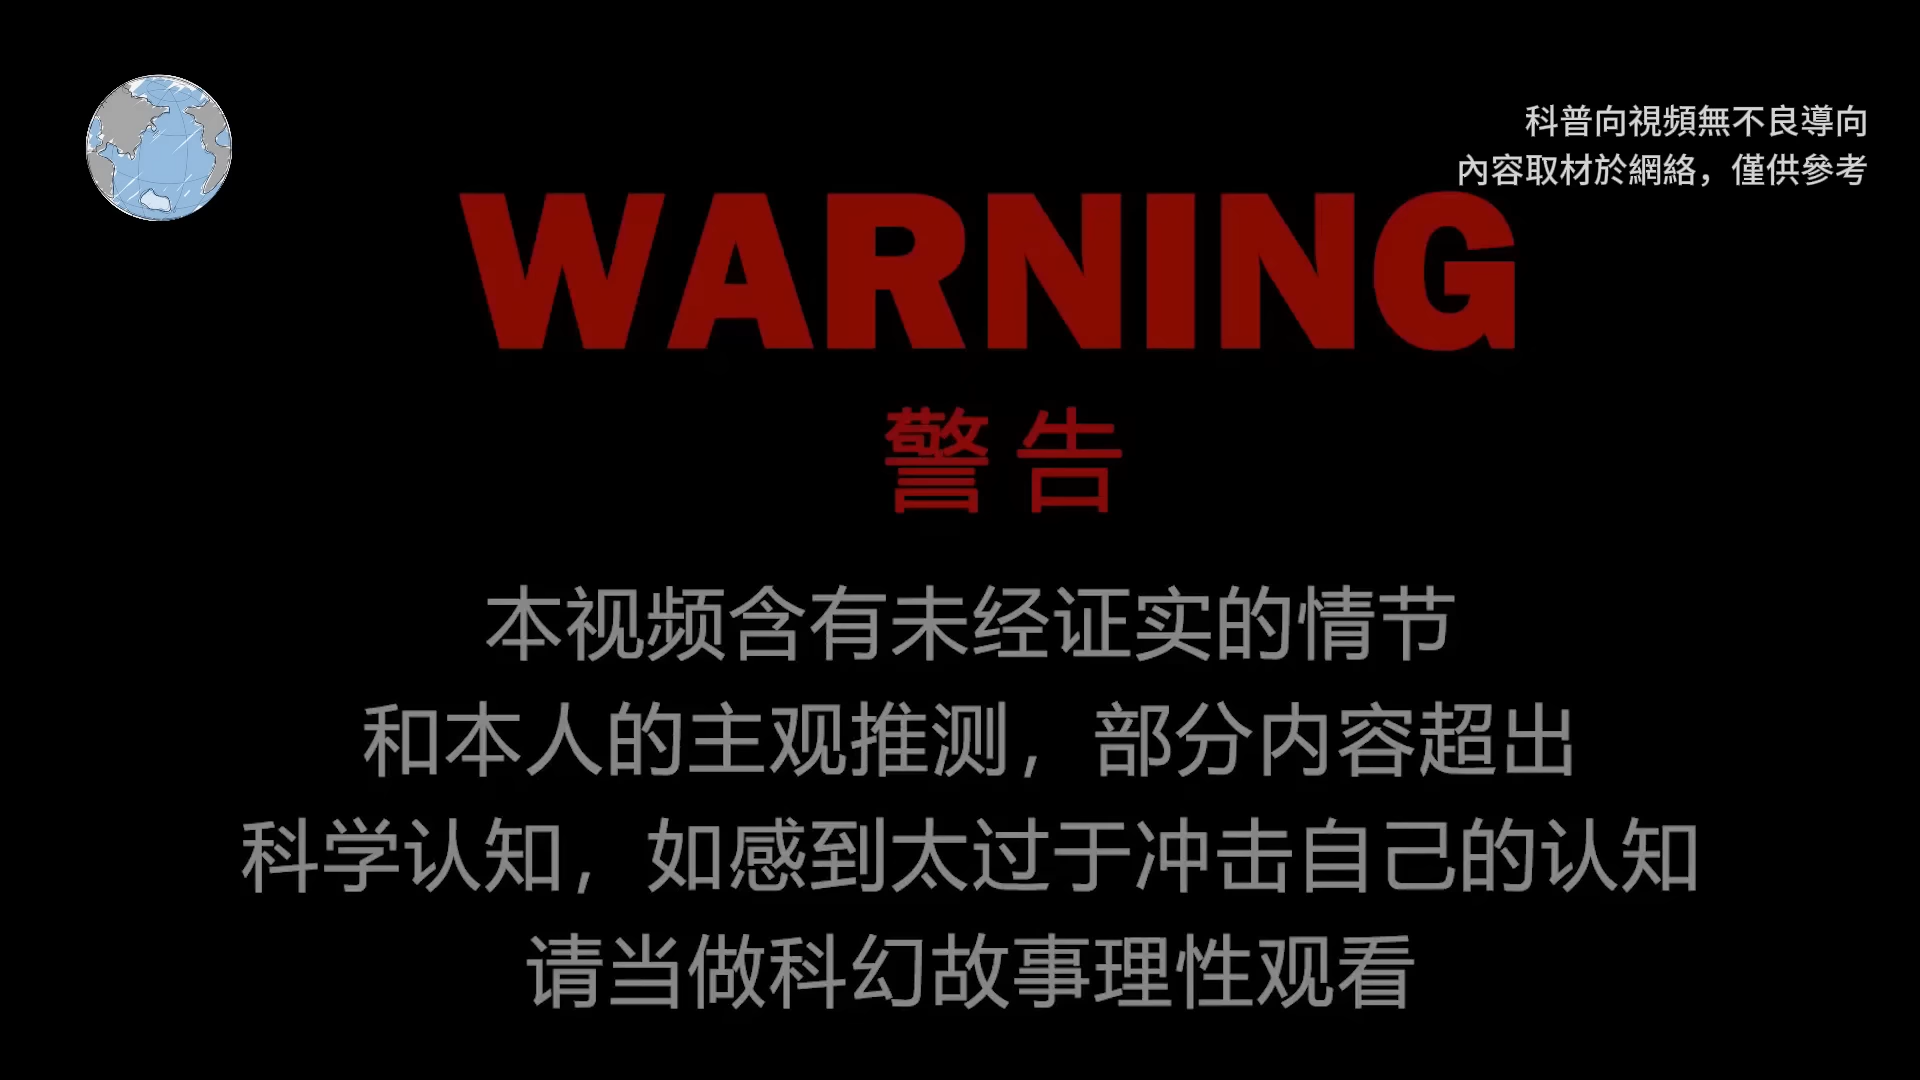 科普向視頻無不良導向
內容取材於網絡，僅供參考
WARNING
警告
本视频含有未经证实的情节
和本人的主观推测，部分内容超出
科学认知，如感到太过于冲击自己的认知
请当做科幻故事理性观看